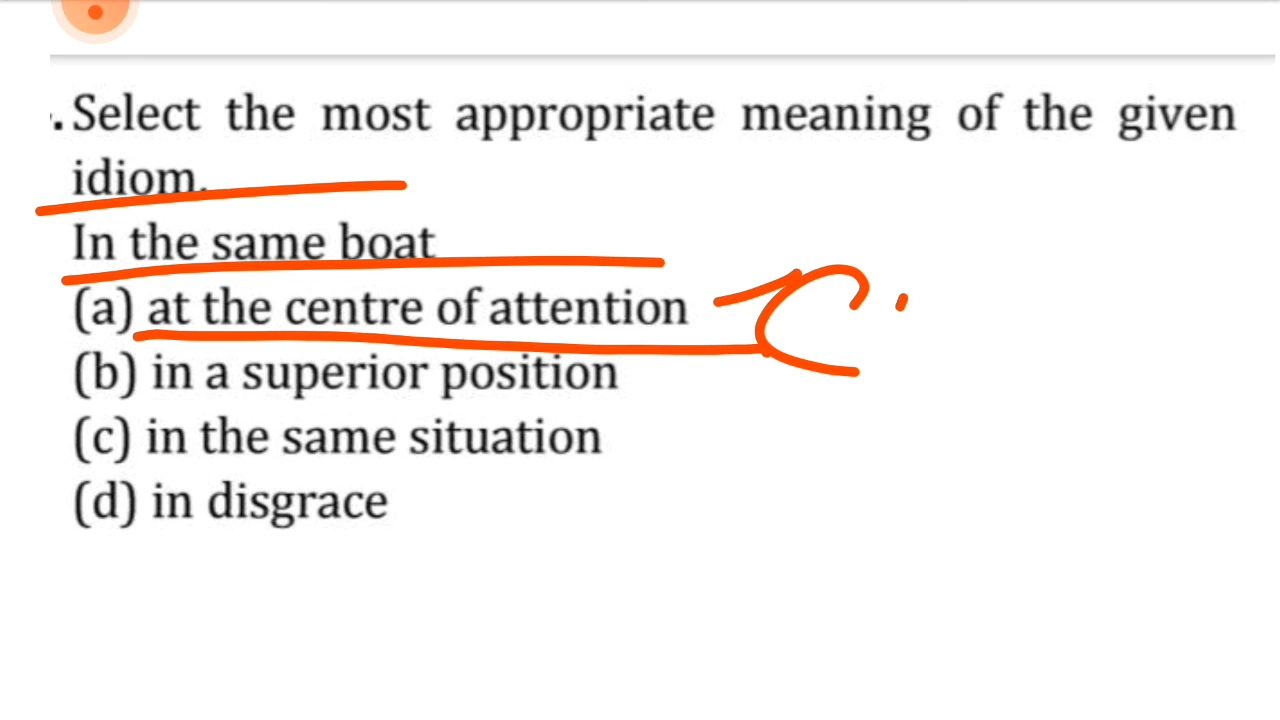 . Select the most appropriate meaning of the given
idiom.
In the same boat
(a) at the centre of attention
(b) in a superior position
(c) in the same situation
(d) in disgrace